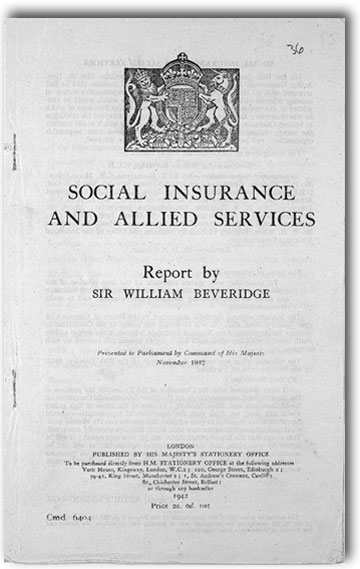 36
SOCIAL INSURANCE
AND ALLIED SERVICES
Report by
SIR WILLIAM BEVERIDGE
Presented to Parliament by Command of His Majesty
November 1942
LONDON
PUBLISHED BY HIS MAJESTY'S STATIONERY OFFICE
To be purchased directly from H.M. STATIONERY OFFICE at the following addresses
York House, Kingsway, London, W.C.2; 120, George Street, Edinburgh 2;
39-41, King Street, Manchester 2; 1, St. Andrew's Crescent, Cardiff;
80, Chichester Street, Belfast;
or through any bookseller
1942
Price 2s. 0d. net
Cmd. 6404